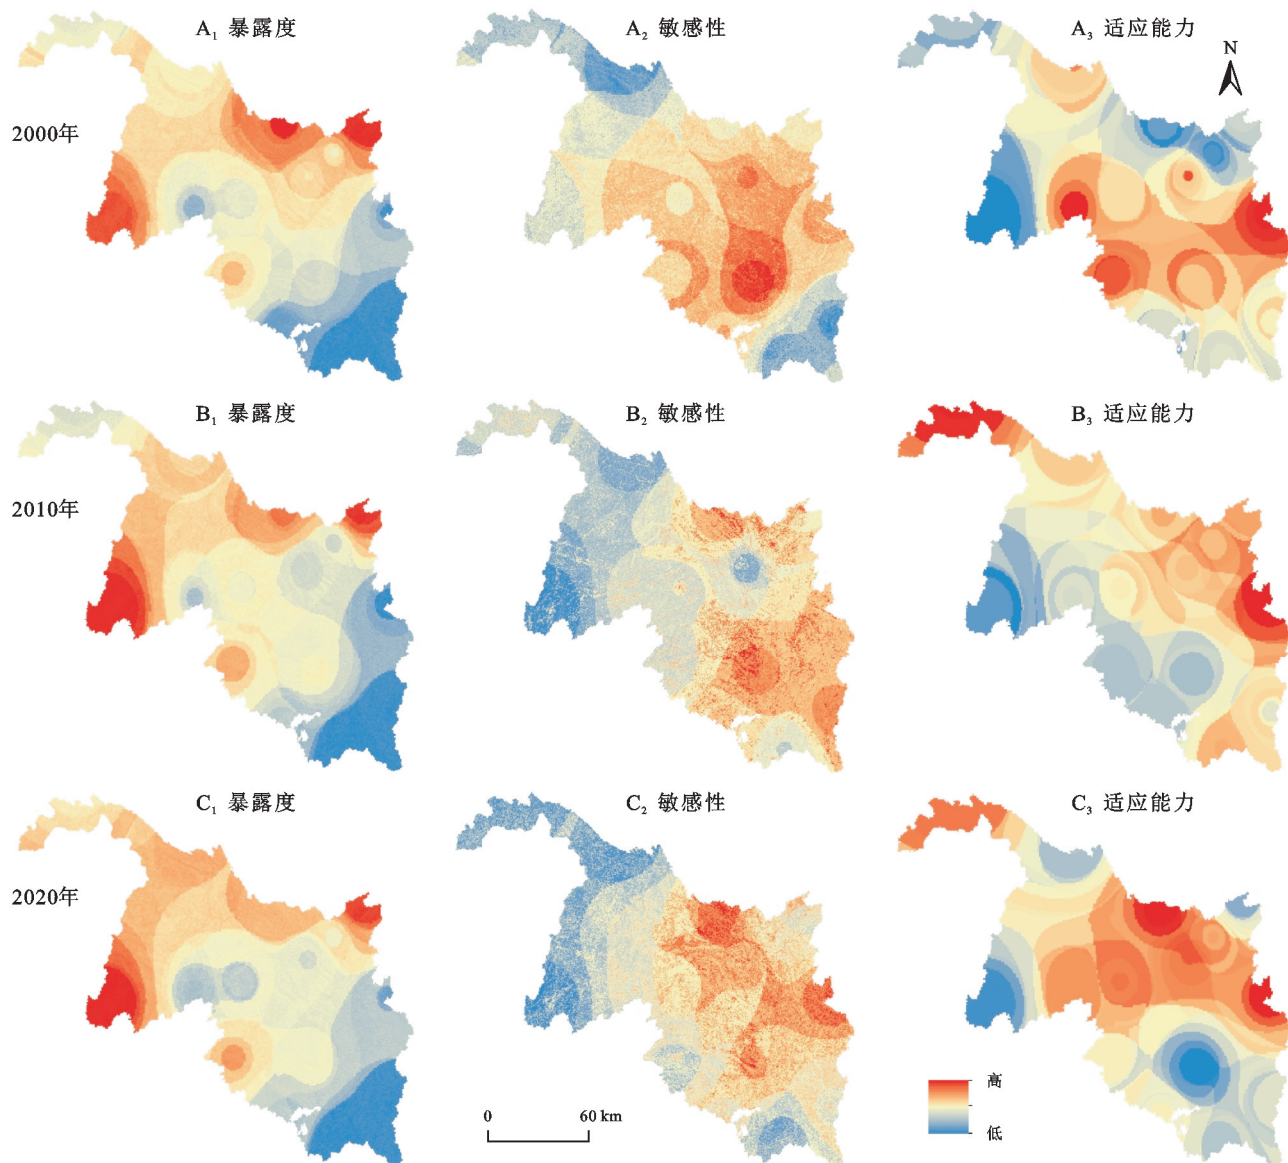 A₁ 暴露度
A₂ 敏感性
A₃ 适应能力
N
2000年
B₁ 暴露度
B₂ 敏感性
B₃ 适应能力
2010年
C₁ 暴露度
C₂ 敏感性
C₃ 适应能力
2020年
高
低
0 60 km